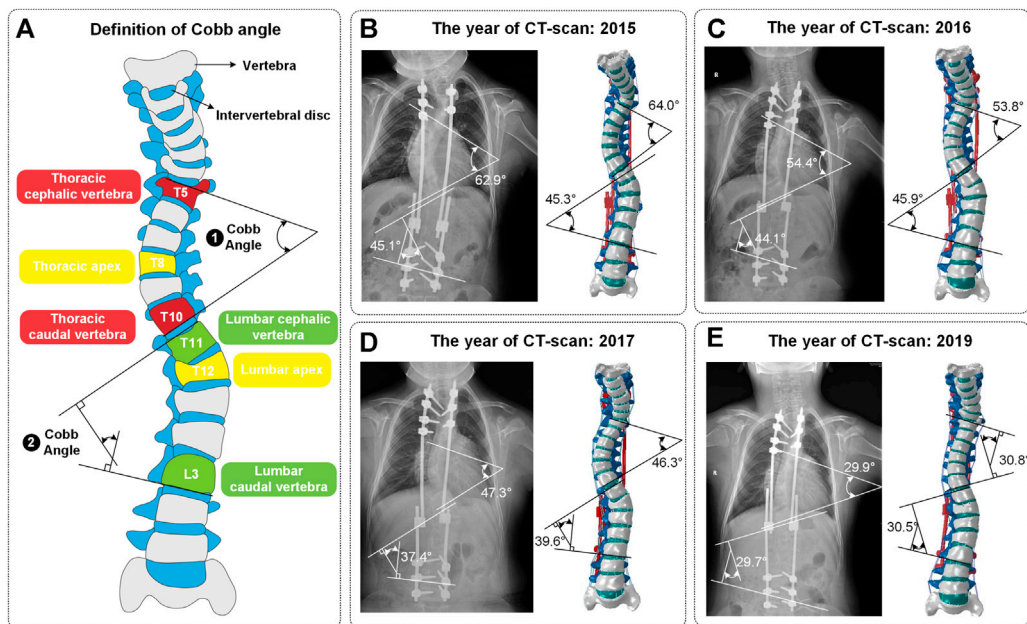 A
Definition of Cobb angle
Vertebra
Intervertebral disc
Thoracic
cephalic vertebra
T5
1 Cobb
Angle
Thoracic apex
T8
Thoracic
caudal vertebra
T10
Lumbar cephalic
vertebra
T11
T12
Lumbar apex
2 Cobb
Angle
L3
Lumbar
caudal vertebra
B
The year of CT-scan: 2015
62.9°
45.1°
64.0°
45.3°
C
The year of CT-scan: 2016
R
54.4°
44.1°
53.8°
45.9°
D
The year of CT-scan: 2017
47.3°
37.4°
46.3°
39.6°
E
The year of CT-scan: 2019
R
29.9°
29.7°
30.8°
30.5°